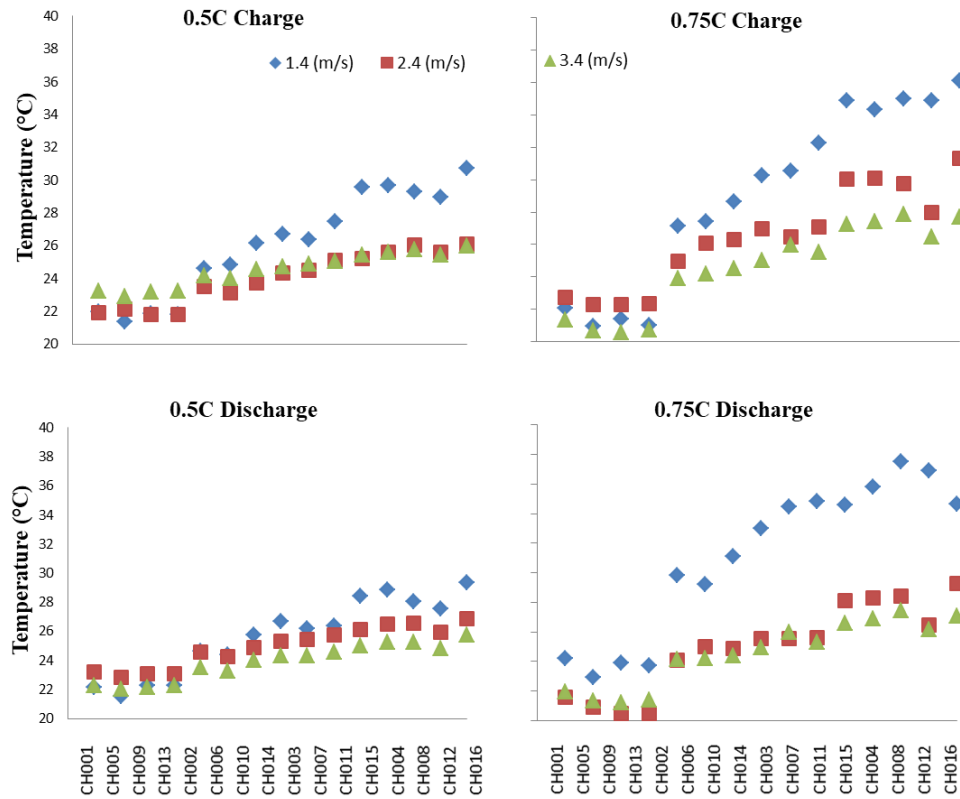 0.5C Charge
0.75C Charge
1.4 (m/s)
2.4 (m/s)
3.4 (m/s)
Temperature (°C)
40
38
36
34
32
30
28
26
24
22
20
0.5C Discharge
0.75C Discharge
Temperature (°C)
40
38
36
34
32
30
28
26
24
22
20
CH001
CH005
CH009
CH013
CH002
CH006
CH010
CH014
CH003
CH007
CH011
CH015
CH004
CH008
CH012
CH016
CH001
CH005
CH009
CH013
CH002
CH006
CH010
CH014
CH003
CH007
CH011
CH015
CH004
CH008
CH012
CH016